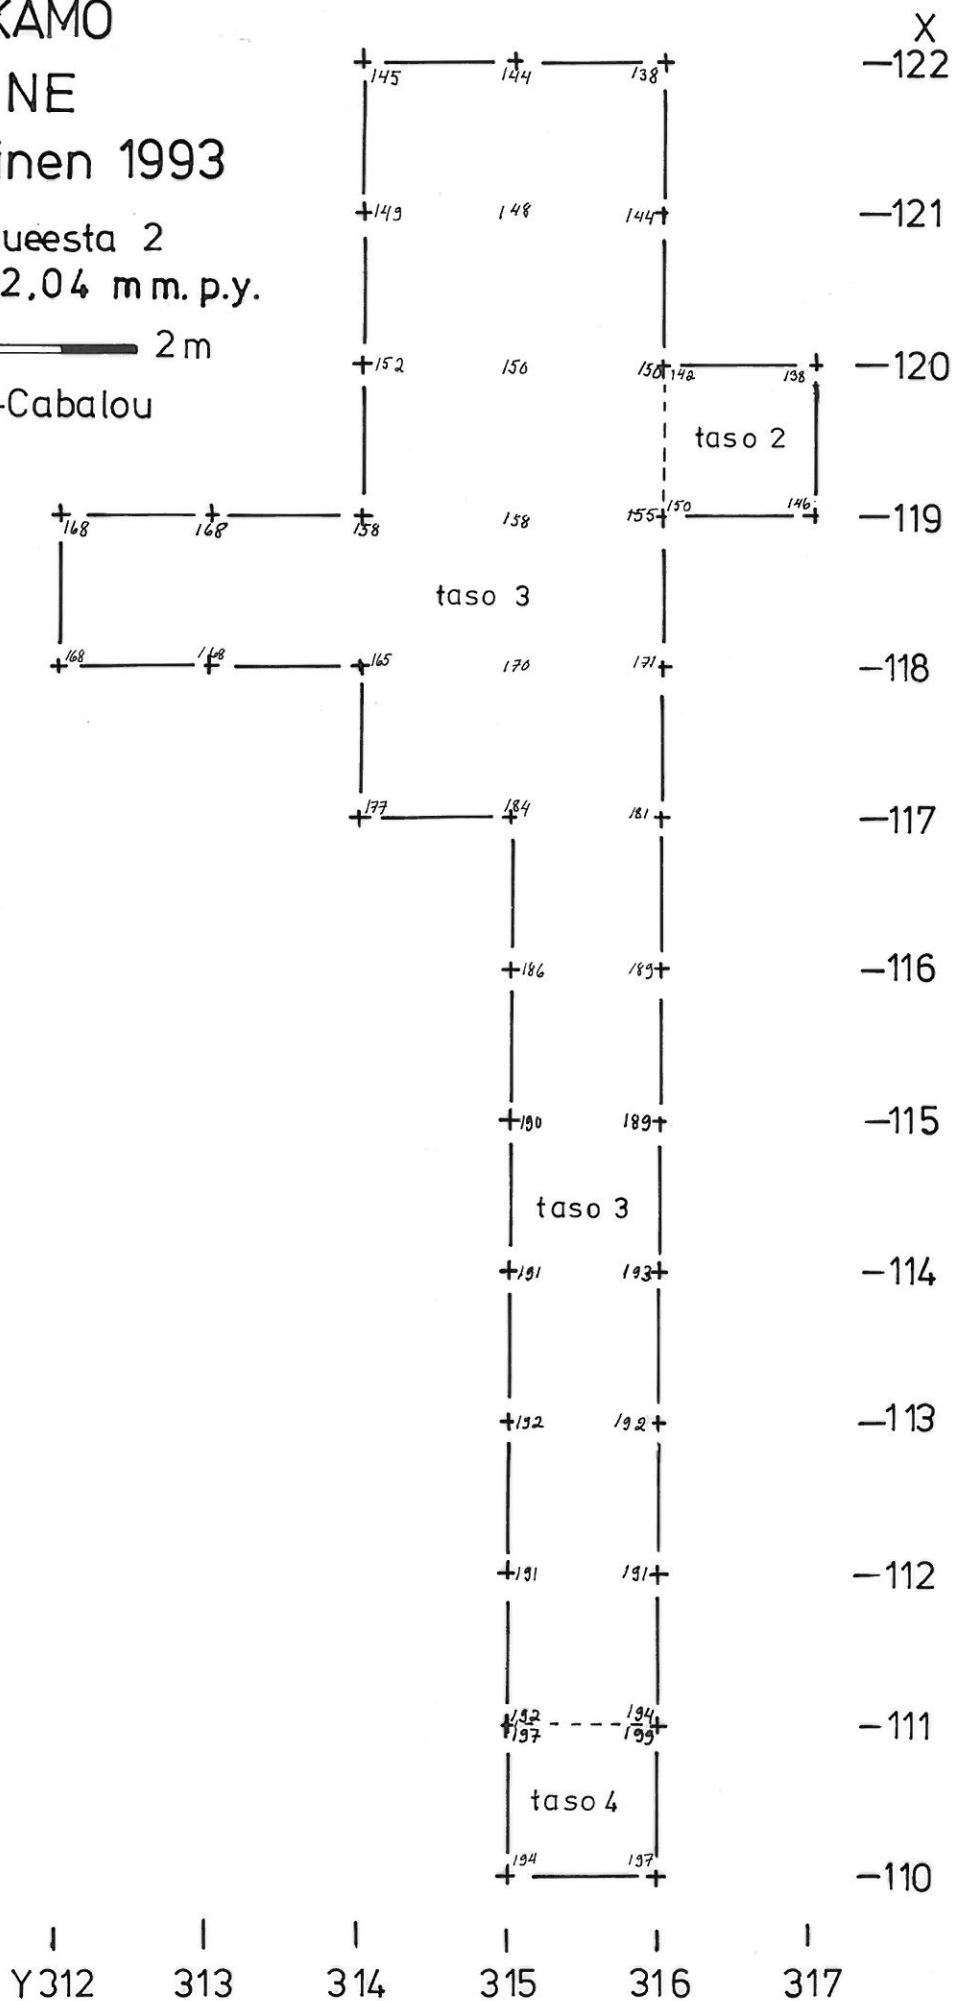 KAMO
X
145 144 138 -122
NE
inen 1993
149 148 144 -121
ueesta 2
2,04 mm.p.y.
2m
152 150 150 142 138 -120
-Cabalou
taso 2
168 168 158 158 155 150 146 -119
taso 3
168 168 165 170 171 -118
177 184 181 -117
186 189 -116
190 189 -115
taso 3
191 193 -114
192 192 -113
191 191 -112
192 194 -111
197 199
taso 4
194 197 -110
Y312 313 314 315 316 317